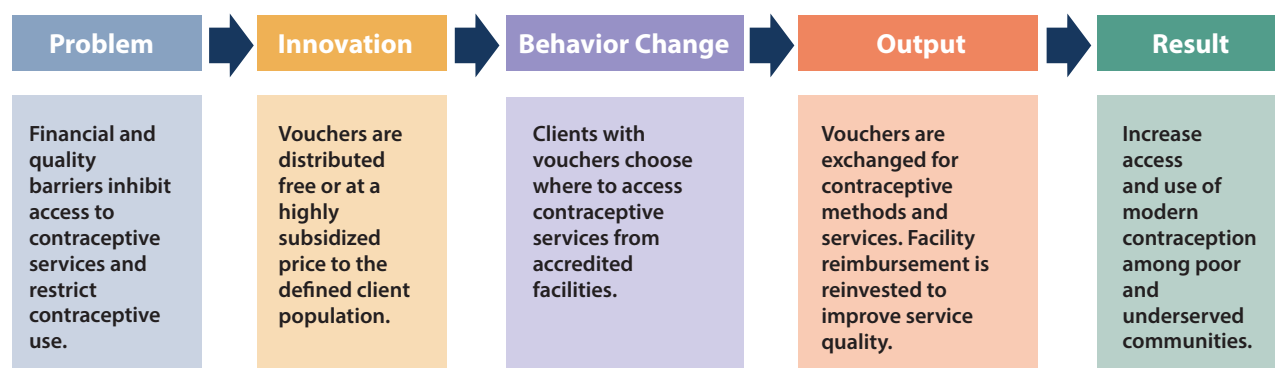 Problem
Innovation
Behavior Change
Output
Result
Financial and
quality
barriers inhibit
access to
contraceptive
services and
restrict
contraceptive
use.
Vouchers are
distributed
free or at a
highly
subsidized
price to the
defined client
population.
Clients with
vouchers choose
where to access
contraceptive
services from
accredited
facilities.
Vouchers are
exchanged for
contraceptive
methods and
services. Facility
reimbursement is
reinvested to
improve service
quality.
Increase
access
and use of
modern
contraception
among poor
and
underserved
communities.